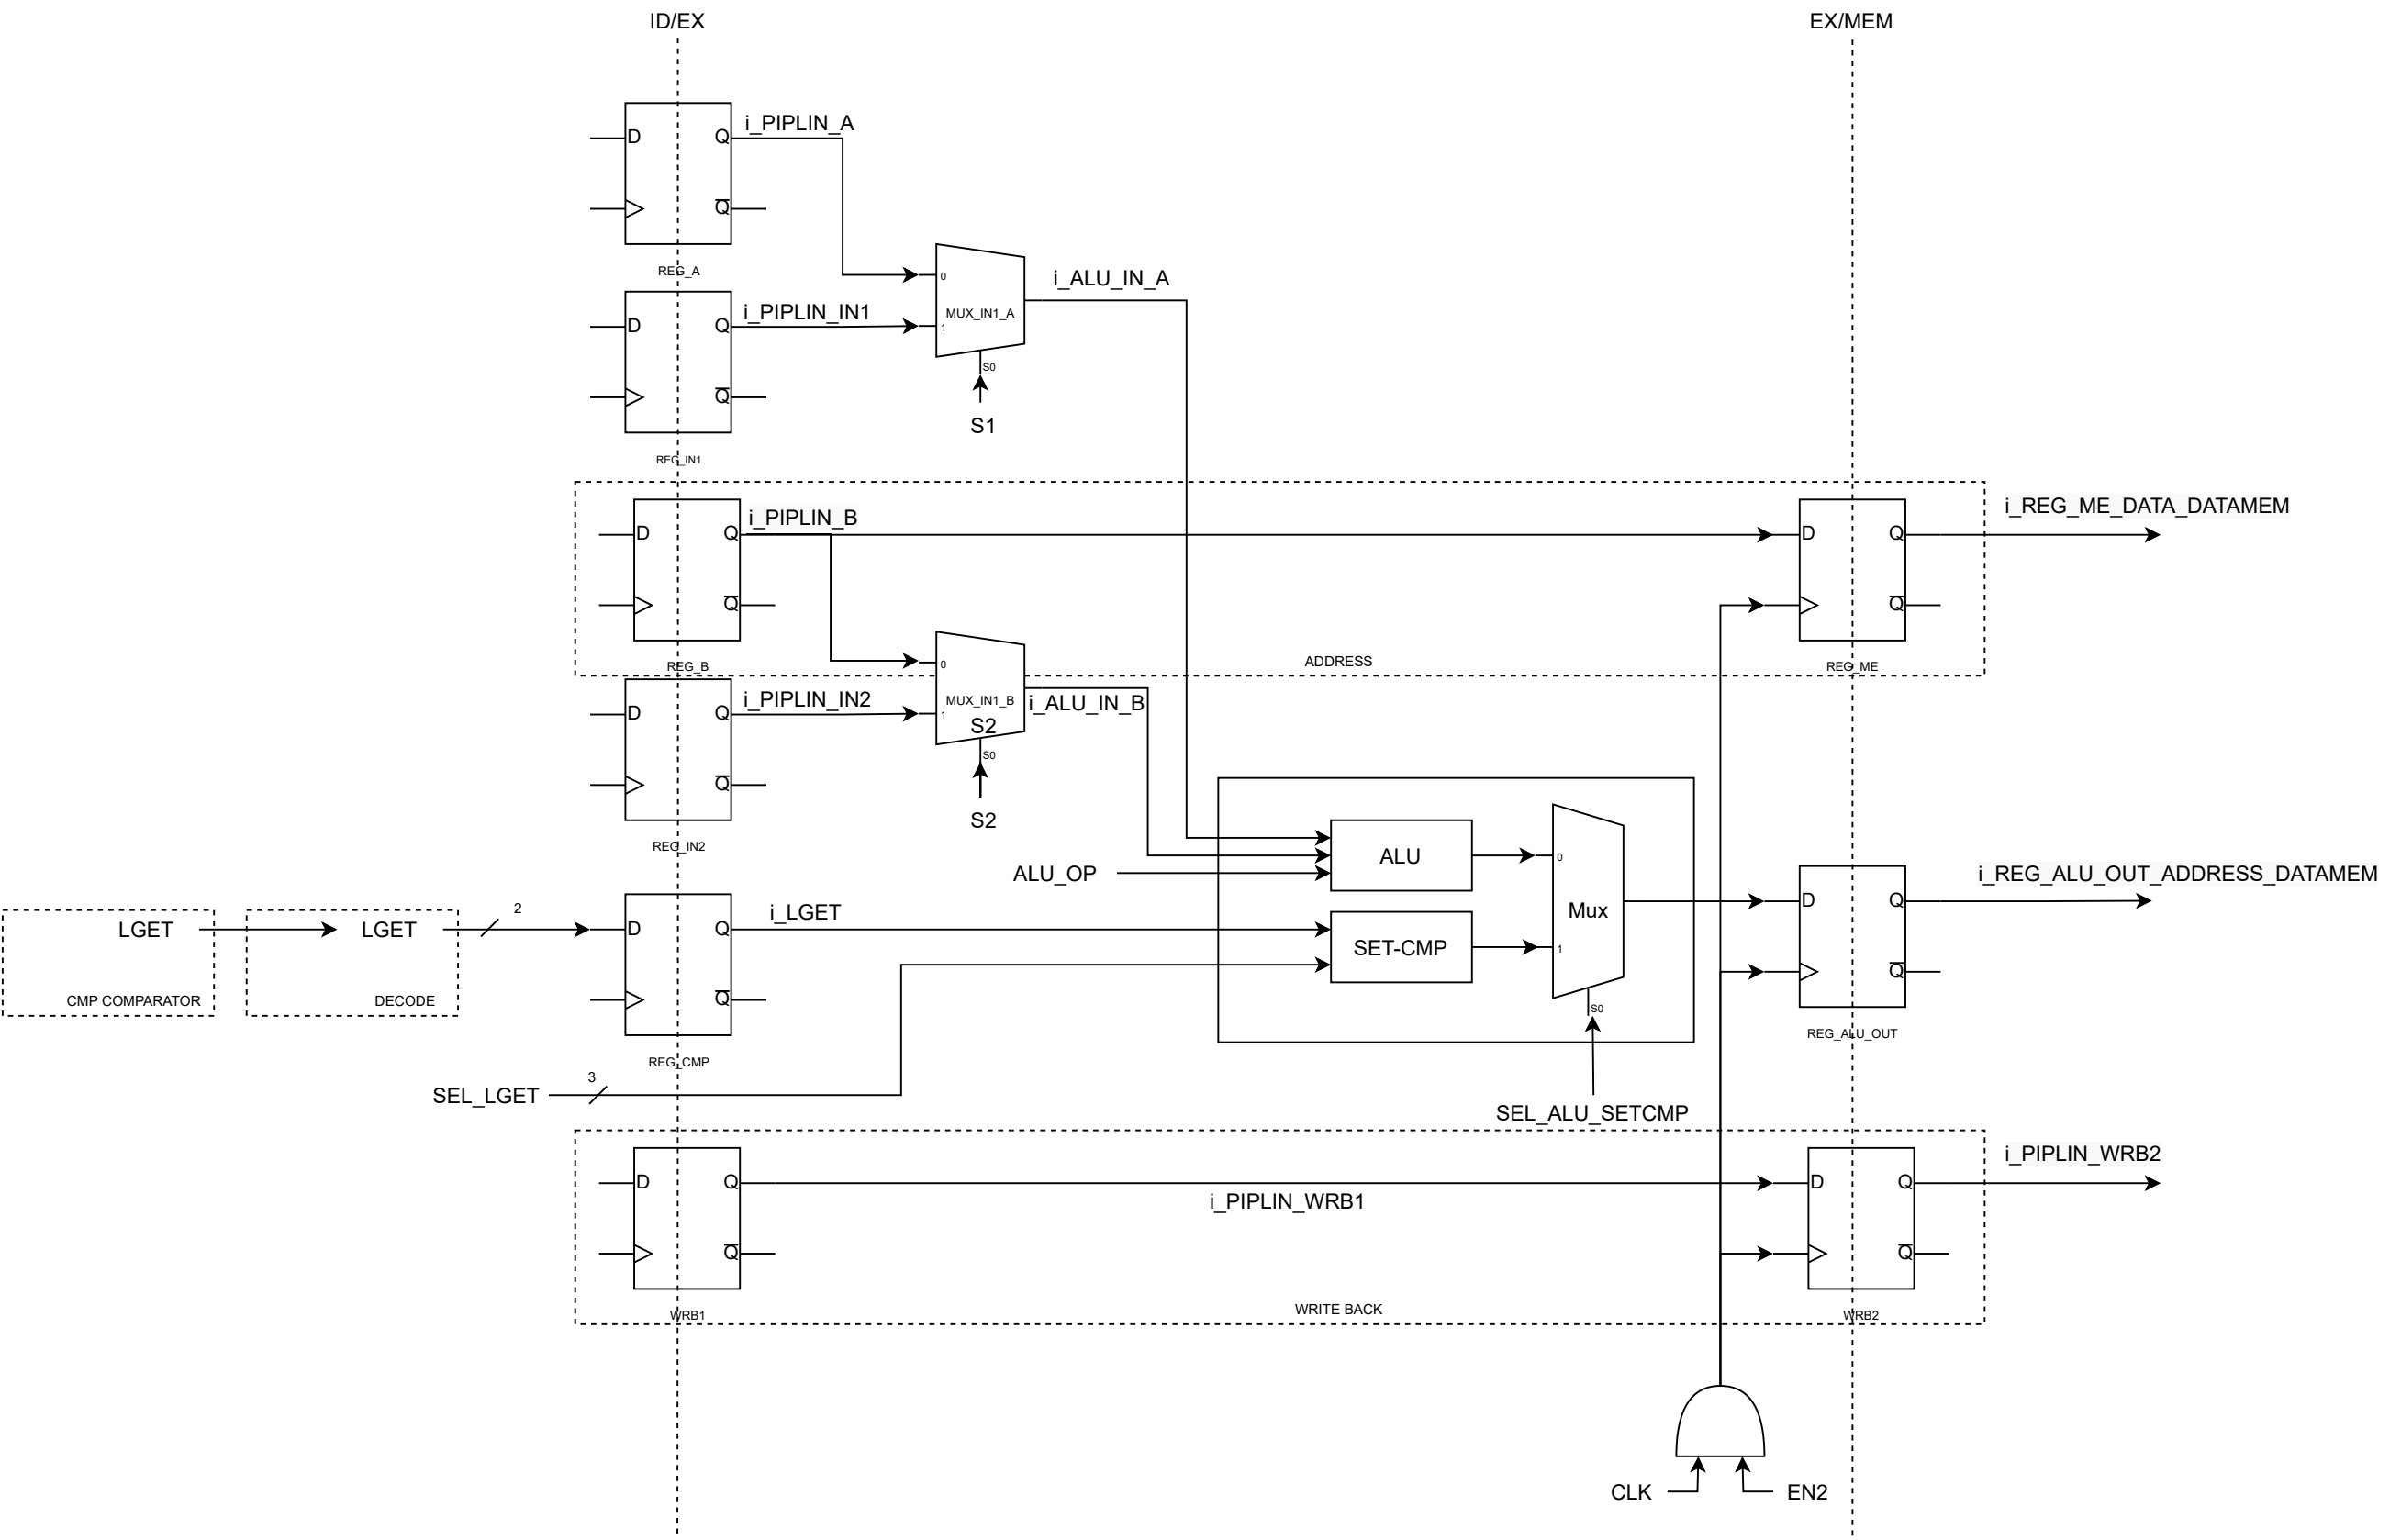 ID/EX
EX/MEM
D
Q
i_PIPLIN_A
Q
REG_A
0
MUX_IN1_A
1
S0
S1
i_ALU_IN_A
D
Q
i_PIPLIN_IN1
Q
REG_IN1
D
Q
i_PIPLIN_B
Q
REG_B
ADDRESS
D
Q
i_REG_ME_DATA_DATAMEM
Q
REG_ME
0
MUX_IN1_B
1
S2
S0
S2
i_ALU_IN_B
D
Q
i_PIPLIN_IN2
Q
REG_IN2
ALU_OP
ALU
0
Mux
SET-CMP
1
S0
SEL_ALU_SETCMP
D
Q
i_REG_ALU_OUT_ADDRESS_DATAMEM
Q
REG_ALU_OUT
LGET
CMP COMPARATOR
LGET
DECODE
2
D
Q
i_LGET
Q
REG_CMP
SEL_LGET
3
D
Q
Q
WRB1
i_PIPLIN_WRB1
WRITE BACK
D
Q
i_PIPLIN_WRB2
Q
WRB2
CLK
EN2